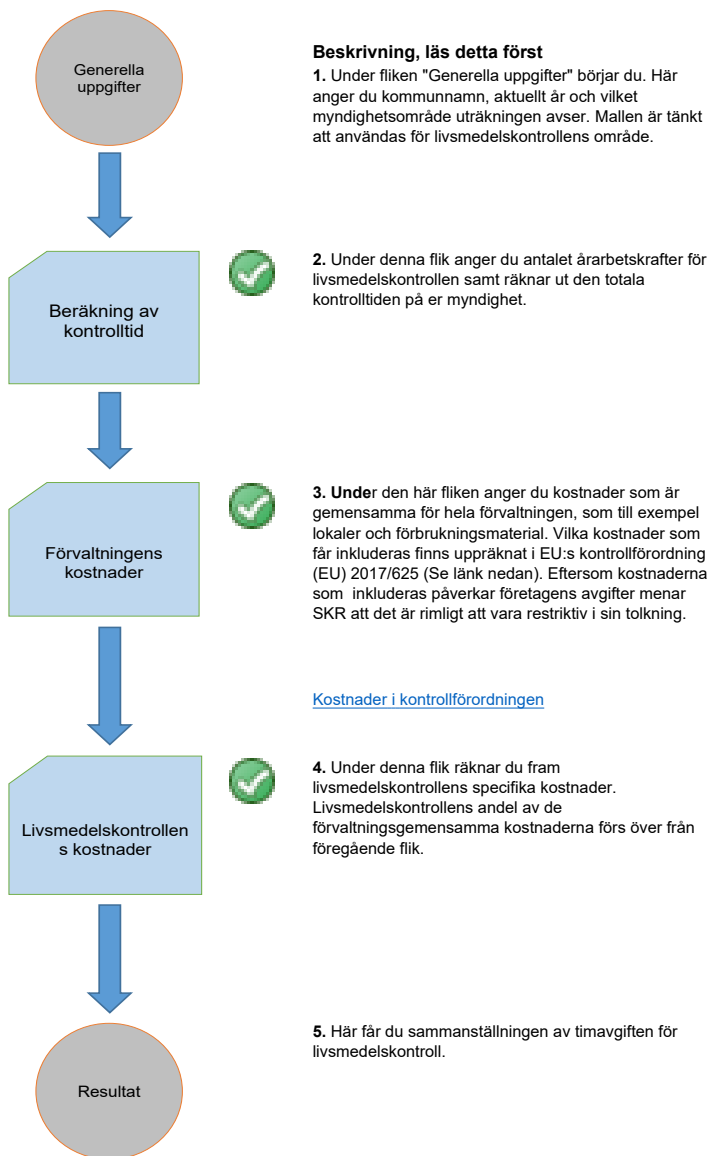 Generella
uppgifter
Beskrivning, läs detta först
1. Under fliken "Generella uppgifter" börjar du. Här
anger du kommunnamn, aktuellt år och vilket
myndighetsområde uträkningen avser. Mallen är tänkt
att användas för livsmedelskontrollens område.
Beräkning av
kontrolltid
2. Under denna flik anger du antalet årarbetskrafter för
livsmedelskontrollen samt räknar ut den totala
kontrolltiden på er myndighet.
Förvaltningens
kostnader
3. Under den här fliken anger du kostnader som är
gemensamma för hela förvaltningen, som till exempel
lokaler och förbrukningsmaterial. Vilka kostnader som
får inkluderas finns uppräknat i EU:s kontrollförordning
(EU) 2017/625 (Se länk nedan). Eftersom kostnaderna
som  inkluderas påverkar företagens avgifter menar
SKR att det är rimligt att vara restriktiv i sin tolkning.
Kostnader i kontrollförordningen
Livsmedelskontrollen
s kostnader
4. Under denna flik räknar du fram
livsmedelskontrollens specifika kostnader.
Livsmedelskontrollens andel av de
förvaltningsgemensamma kostnaderna förs över från
föregående flik.
Resultat
5. Här får du sammanställningen av timavgiften för
livsmedelskontroll.